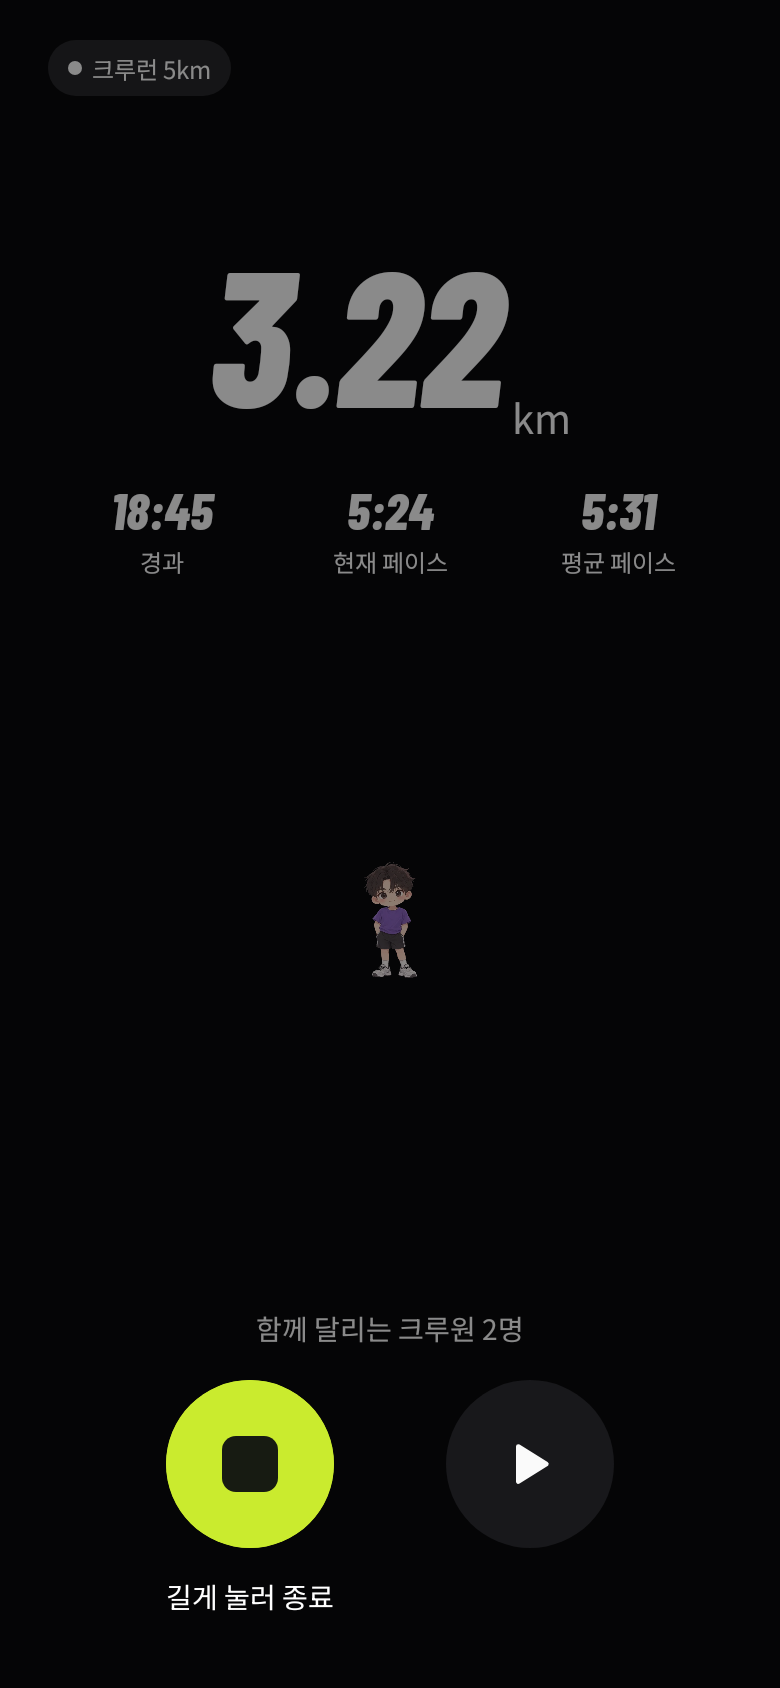 크루런 5km
3.22 km
18:45 5:24 5:31
경과 현재 페이스 평균 페이스
함께 달리는 크루원 2명
길게 눌러 종료